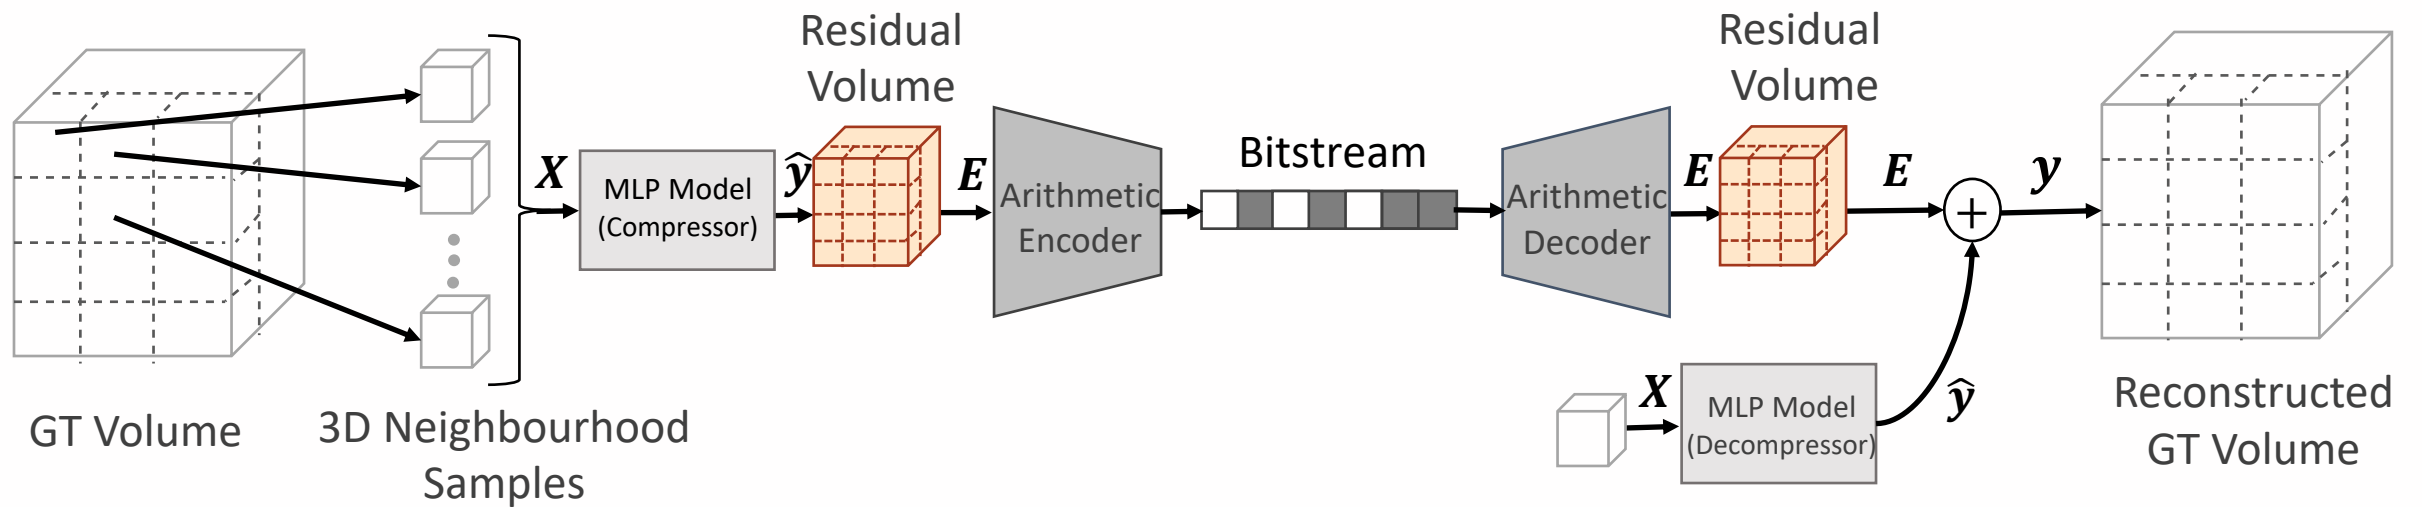 GT Volume
3D Neighbourhood
Samples
X
MLP Model
(Compressor)
ŷ
Residual
Volume
E
Arithmetic
Encoder
Bitstream
Arithmetic
Decoder
E
Residual
Volume
E
+
y
X
MLP Model
(Decompressor)
ŷ
Reconstructed
GT Volume